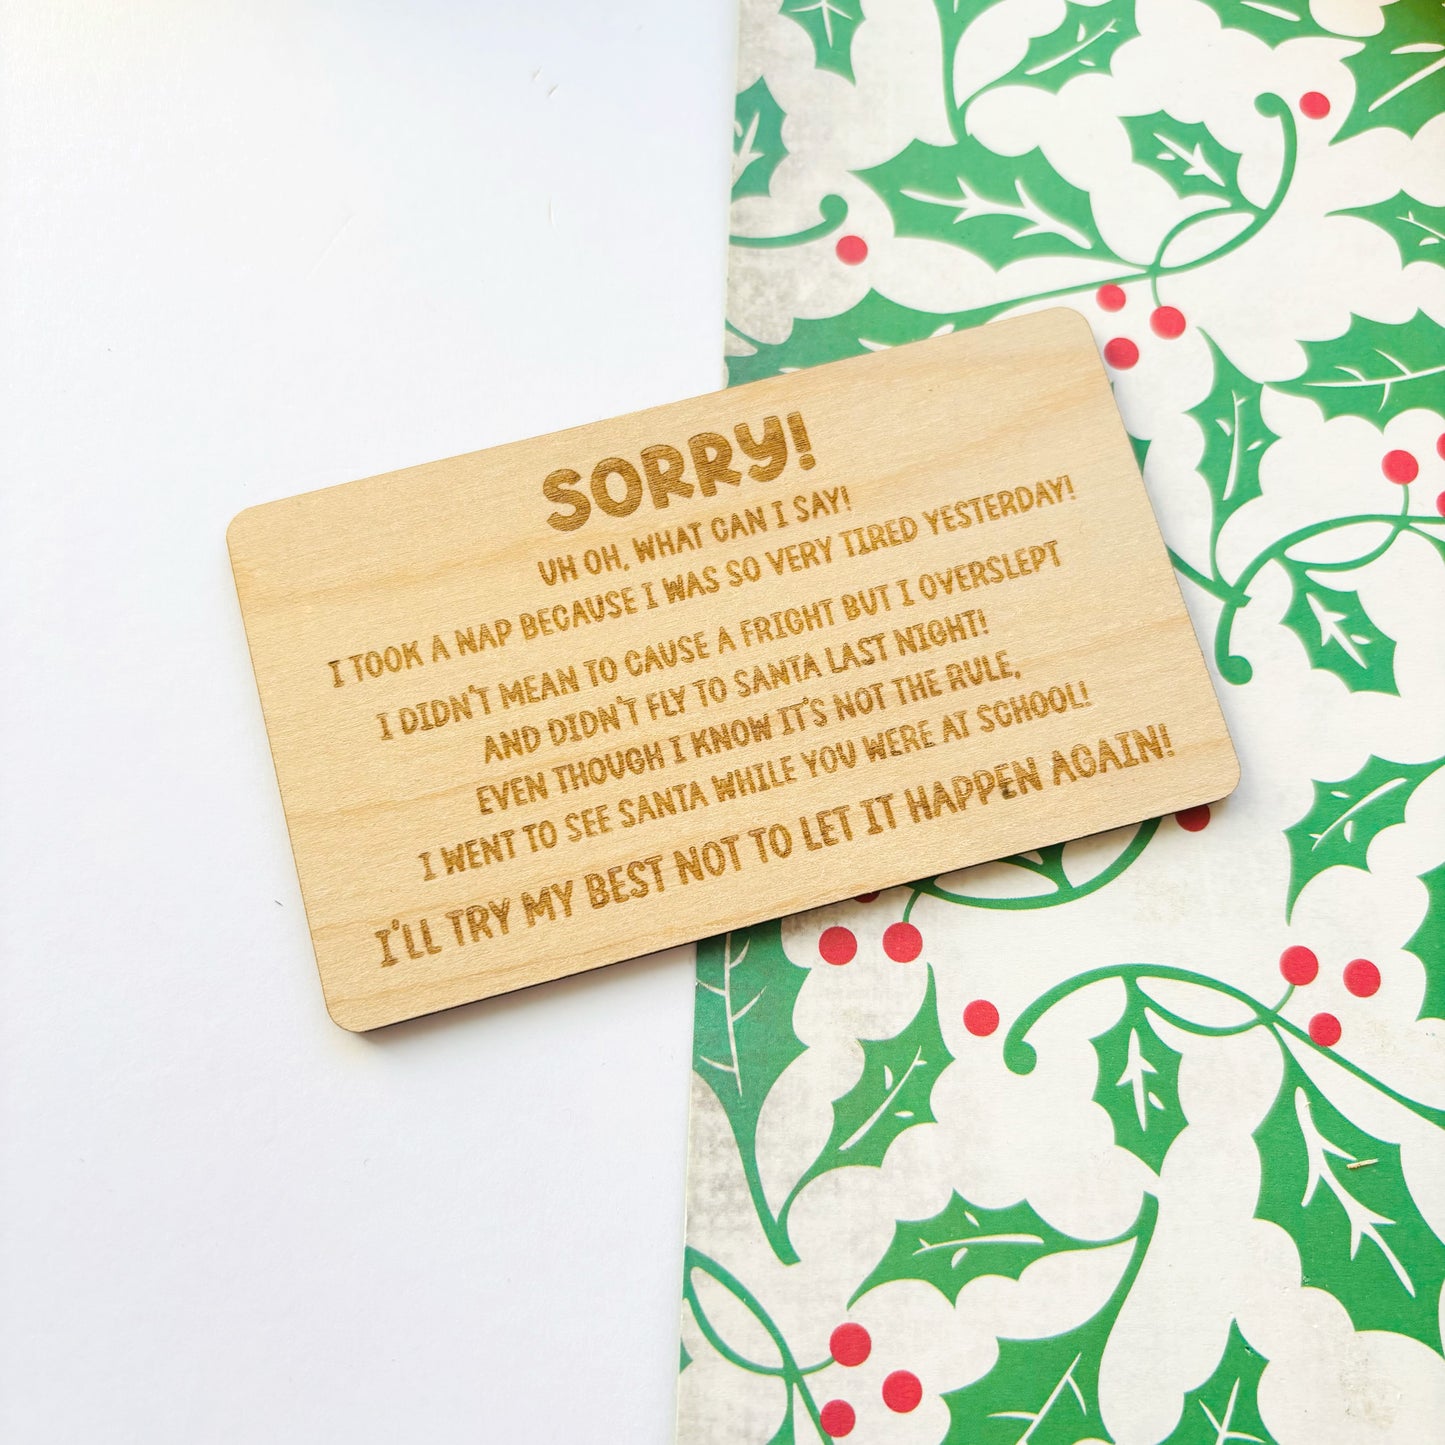 SORRY!
UH OH, WHAT CAN I SAY!
I TOOK A NAP BECAUSE I WAS SO VERY TIRED YESTERDAY!
I DIDN'T MEAN TO CAUSE A FRIGHT BUT I OVERSLEPT
AND DIDN'T FLY TO SANTA LAST NIGHT!
EVEN THOUGH I KNOW IT'S NOT THE RULE,
I WENT TO SEE SANTA WHILE YOU WERE AT SCHOOL!
I'LL TRY MY BEST NOT TO LET IT HAPPEN AGAIN!